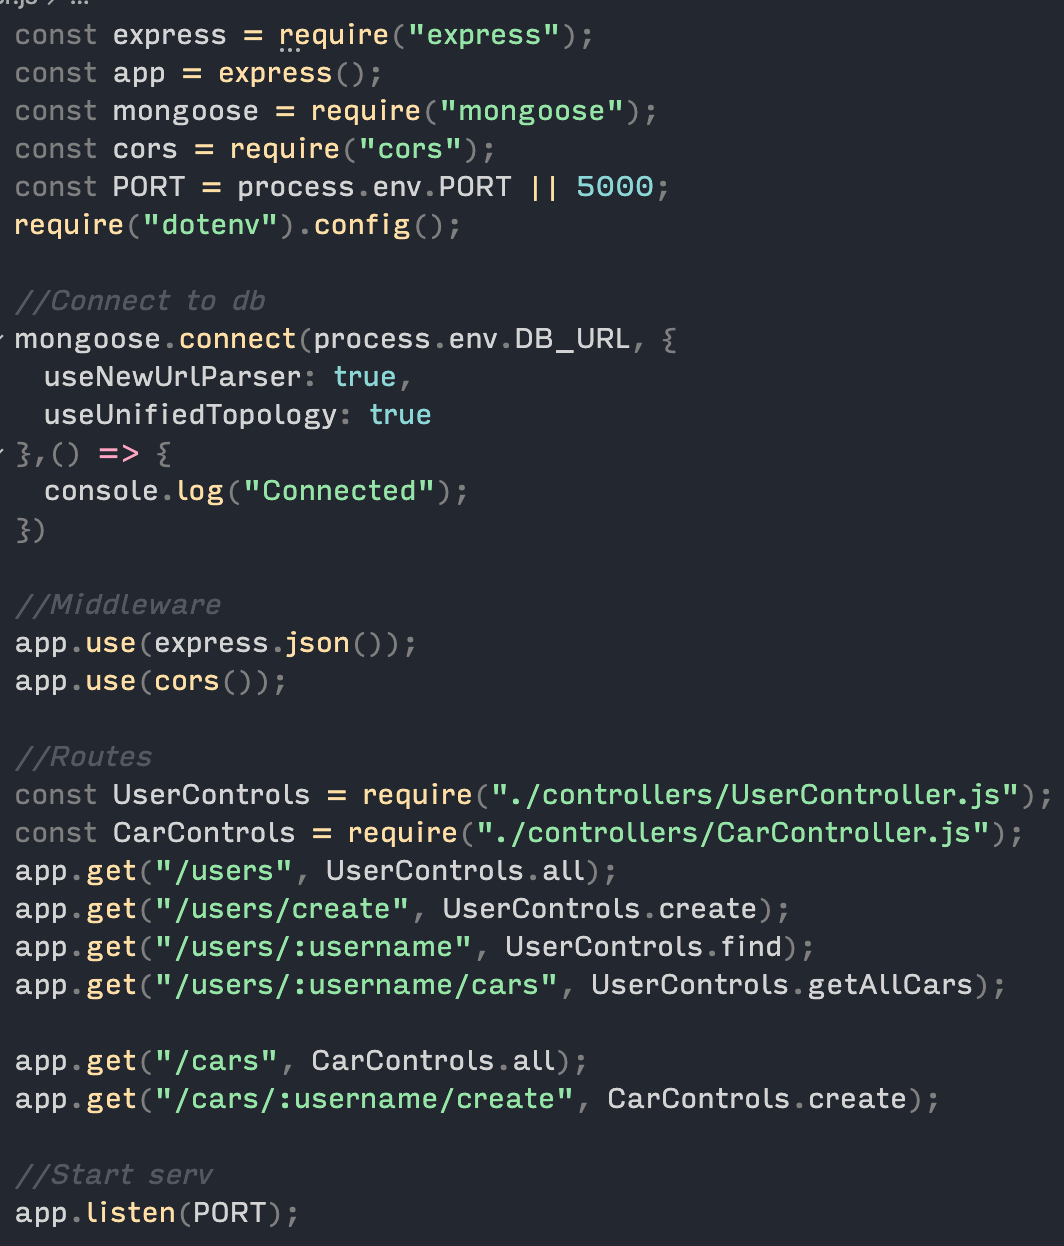 const express = require("express");
const app = express();
const mongoose = require("mongoose");
const cors = require("cors");
const PORT = process.env.PORT || 5000;
require("dotenv").config();
//Connect to db
mongoose.connect(process.env.DB_URL, {
  useNewUrlParser: true,
  useUnifiedTopology: true
},() => {
  console.log("Connected");
})
//Middleware
app.use(express.json());
app.use(cors());
//Routes
const UserControls = require("./controllers/UserController.js");
const CarControls = require("./controllers/CarController.js");
app.get("/users", UserControls.all);
app.get("/users/create", UserControls.create);
app.get("/users/:username", UserControls.find);
app.get("/users/:username/cars", UserControls.getAllCars);
app.get("/cars", CarControls.all);
app.get("/cars/:username/create", CarControls.create);
//Start serv
app.listen(PORT);